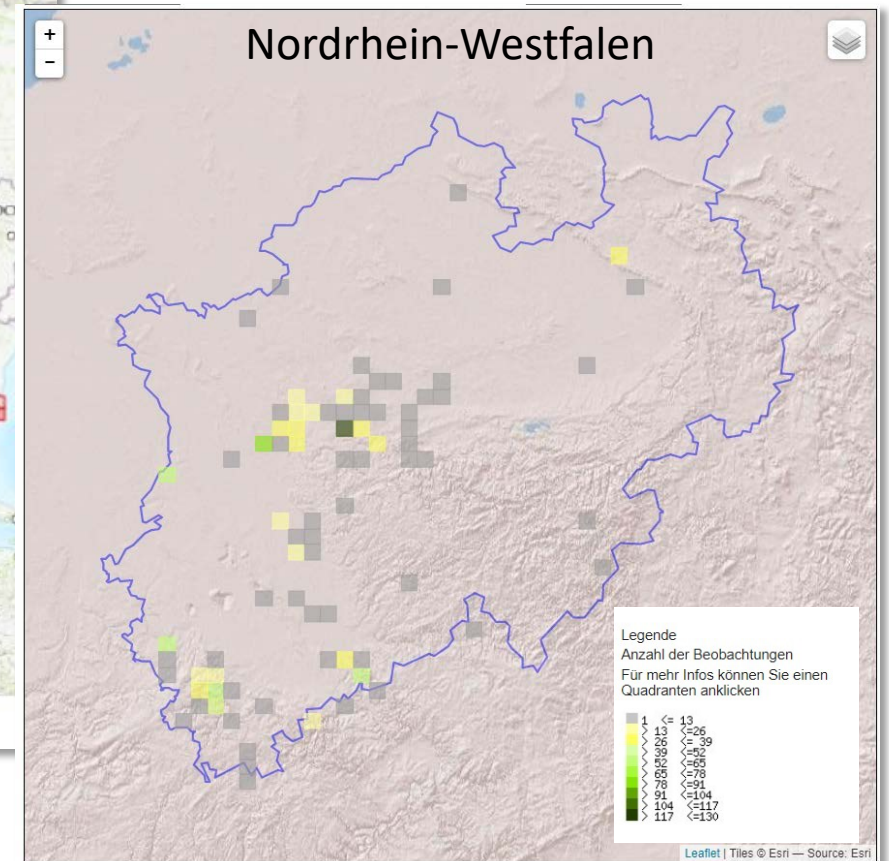 +
Nordrhein-Westfalen
−
Legende
Anzahl der Beobachtungen
Für mehr Infos können Sie einen
Quadranten anklicken
1 <= 13
> 13 <=26
> 26 <= 39
> 39 <=52
> 52 <=65
> 65 <=78
> 78 <=91
> 91 <=104
> 104 <=117
> 117 <=130
Leaflet | Tiles © Esri — Source: Esri